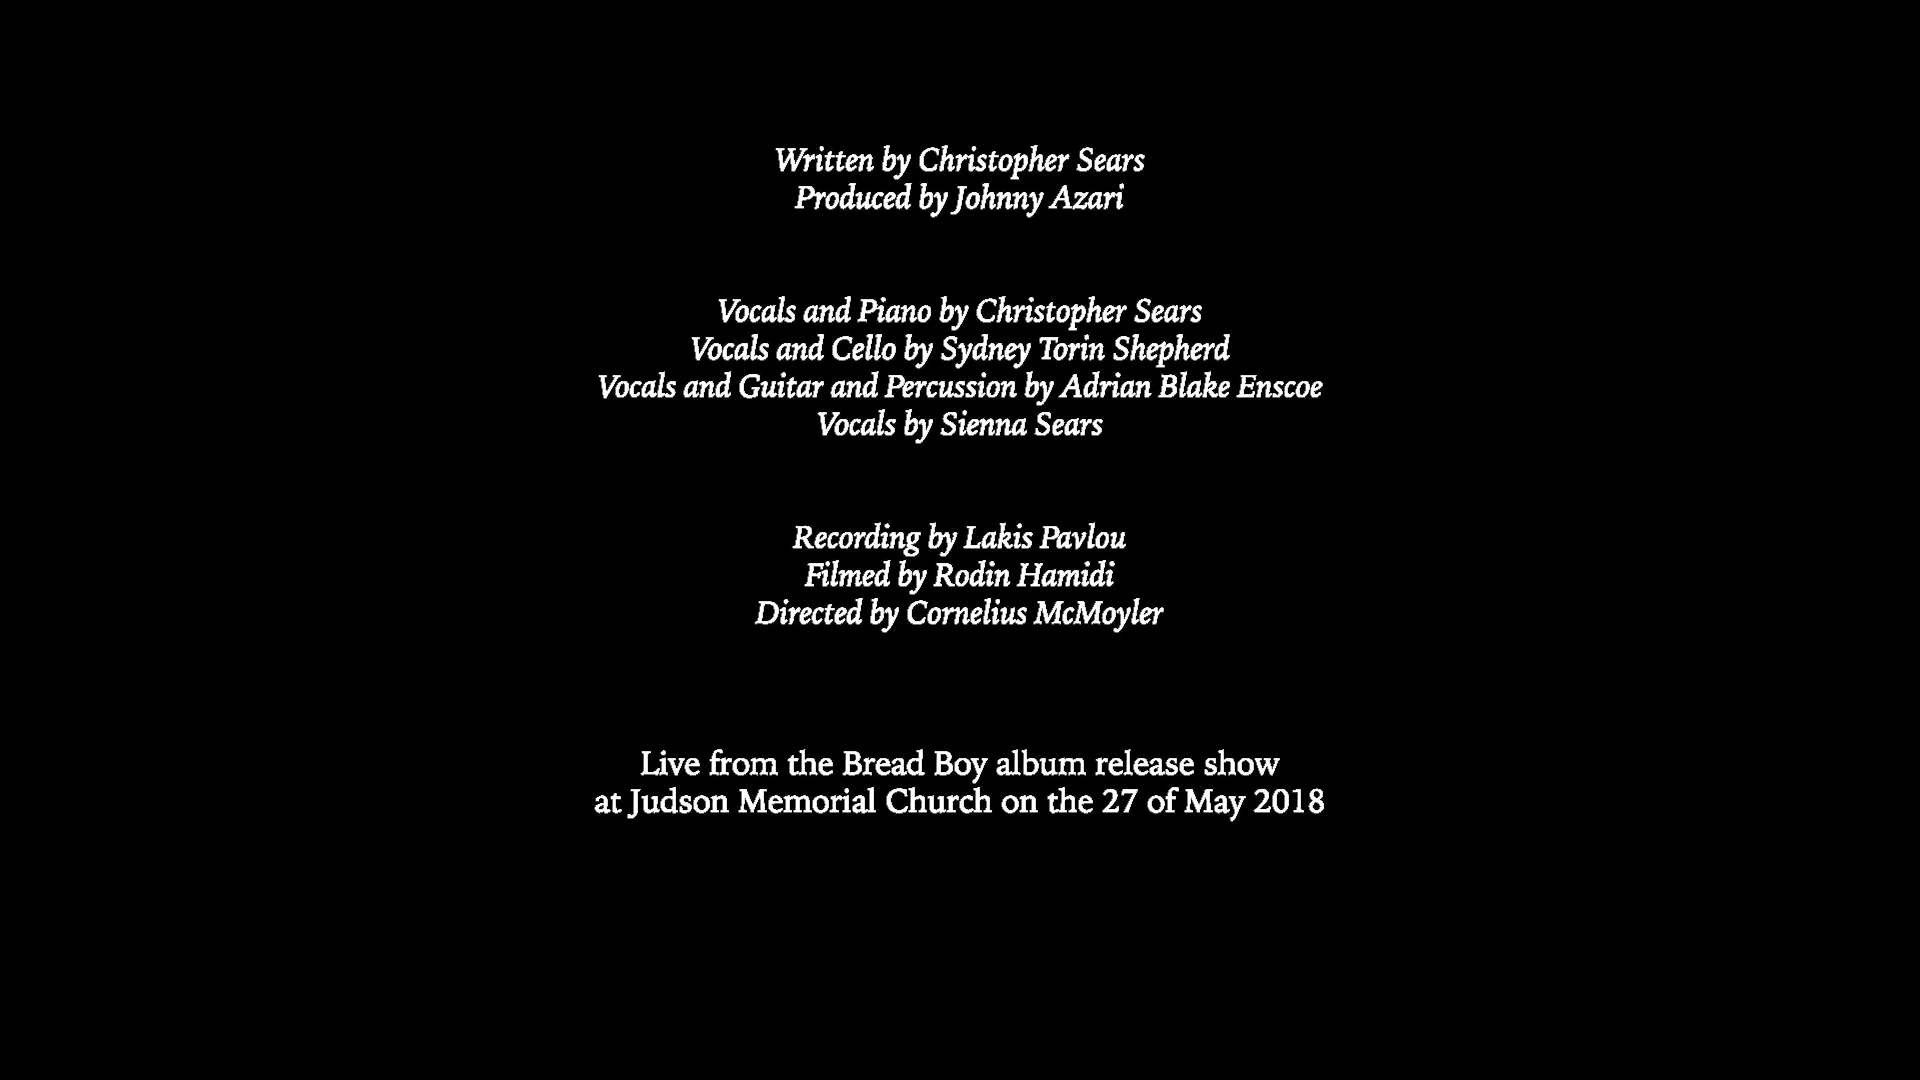 Written by Christopher Sears
Produced by Johnny Azari
Vocals and Piano by Christopher Sears
Vocals and Cello by Sydney Torin Shepherd
Vocals and Guitar and Percussion by Adrian Blake Enscoe
Vocals by Sienna Sears
Recording by Lakis Pavlou
Filmed by Rodin Hamidi
Directed by Cornelius McMoyler
Live from the Bread Boy album release show
at Judson Memorial Church on the 27 of May 2018